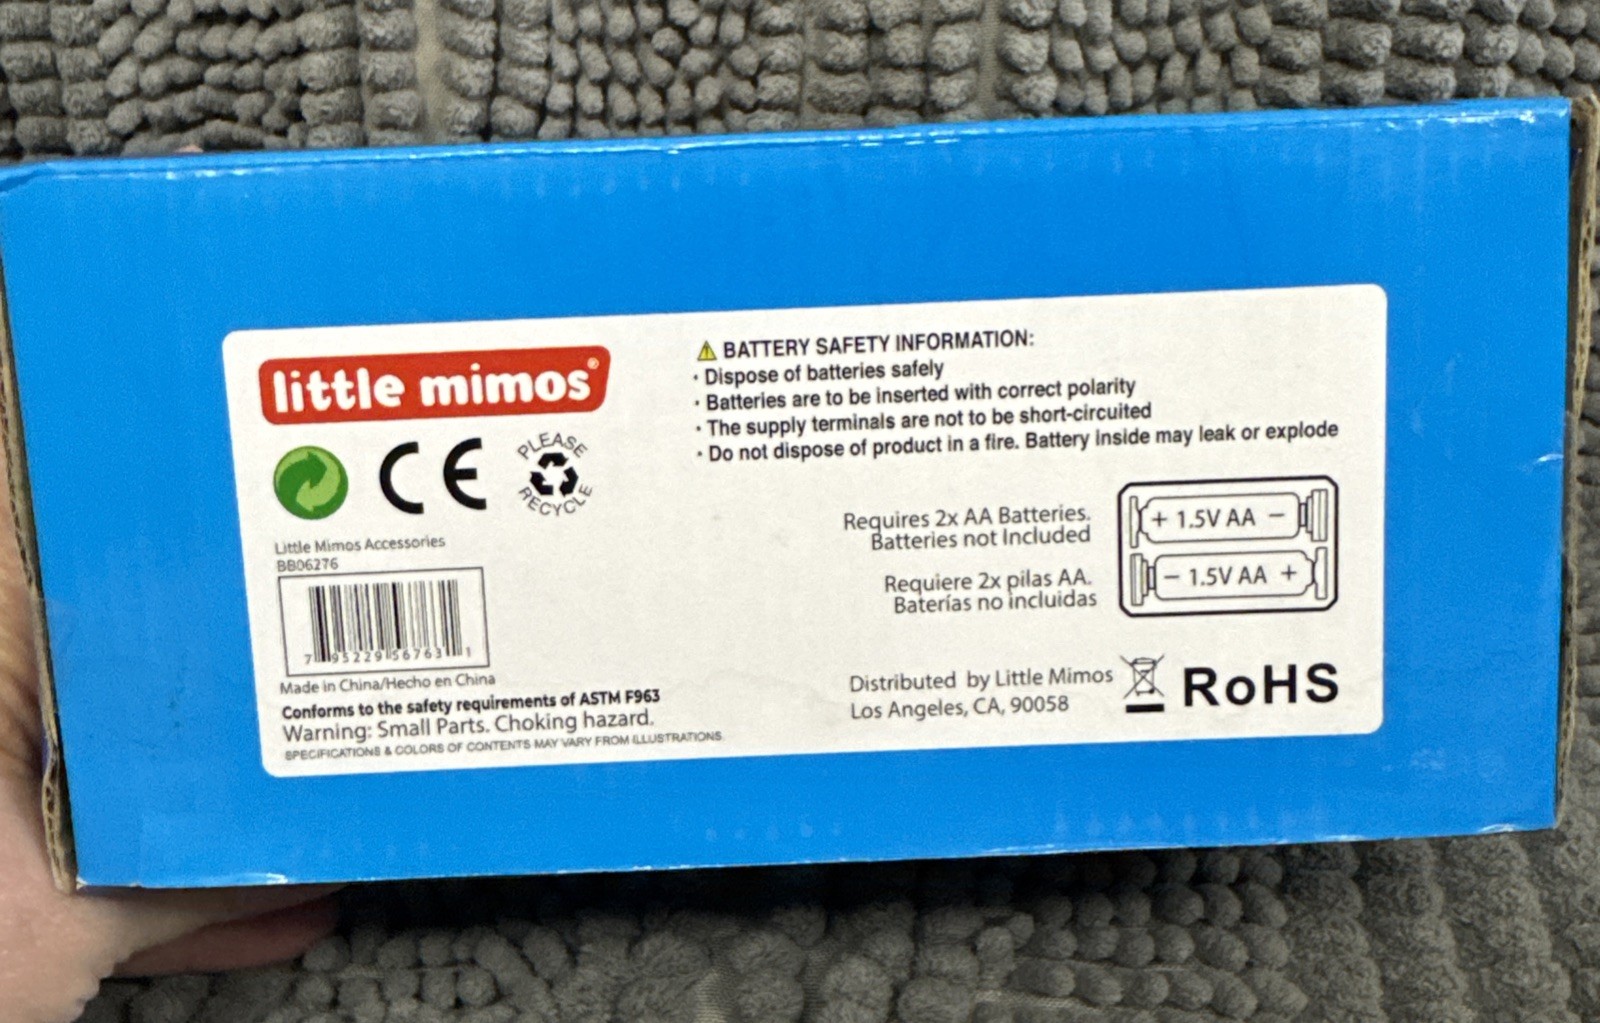 little mimos®
CE
PLEASE
RECYCLE
Little Mimos Accessories
BB06276
7 95229 56763 1
Made in China/Hecho en China
Conforms to the safety requirements of ASTM F963
Warning: Small Parts. Choking hazard.
SPECIFICATIONS & COLORS OF CONTENTS MAY VARY FROM ILLUSTRATIONS.
BATTERY SAFETY INFORMATION:
· Dispose of batteries safely
· Batteries are to be inserted with correct polarity
· The supply terminals are not to be short-circuited
· Do not dispose of product in a fire. Battery inside may leak or explode
Requires 2x AA Batteries.
Batteries not Included
Requiere 2x pilas AA.
Baterías no incluidas
+ 1.5V AA −
− 1.5V AA +
Distributed by Little Mimos
Los Angeles, CA, 90058
RoHS